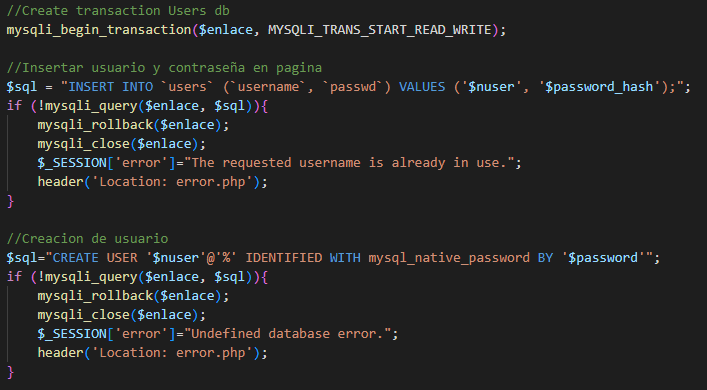 //Create transaction Users db
mysqli_begin_transaction($enlace, MYSQLI_TRANS_START_READ_WRITE);
//Insertar usuario y contraseña en pagina
$sql = "INSERT INTO `users` (`username`, `passwd`) VALUES ('$nuser', '$password_hash');";
if (!mysqli_query($enlace, $sql)){
mysqli_rollback($enlace);
mysqli_close($enlace);
$_SESSION['error']="The requested username is already in use.";
header('Location: error.php');
}
//Creacion de usuario
$sql="CREATE USER '$nuser'@'%' IDENTIFIED WITH mysql_native_password BY '$password'";
if (!mysqli_query($enlace, $sql)){
mysqli_rollback($enlace);
mysqli_close($enlace);
$_SESSION['error']="Undefined database error.";
header('Location: error.php');
}